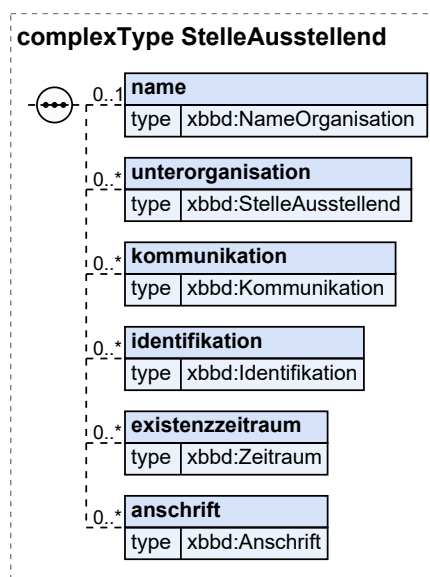 complexType StelleAusstellend
0..1 name
type xbbd:NameOrganisation
0..* unterorganisation
type xbbd:StelleAusstellend
0..* kommunikation
type xbbd:Kommunikation
0..* identifikation
type xbbd:Identifikation
0..* existenzzeitraum
type xbbd:Zeitraum
0..* anschrift
type xbbd:Anschrift